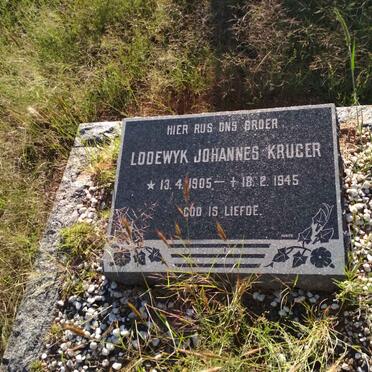 HIER RUS ONS BROER
LODEWYK JOHANNES KRUGER
* 13.4.1905 — + 18.2.1945
GOD IS LIEFDE.